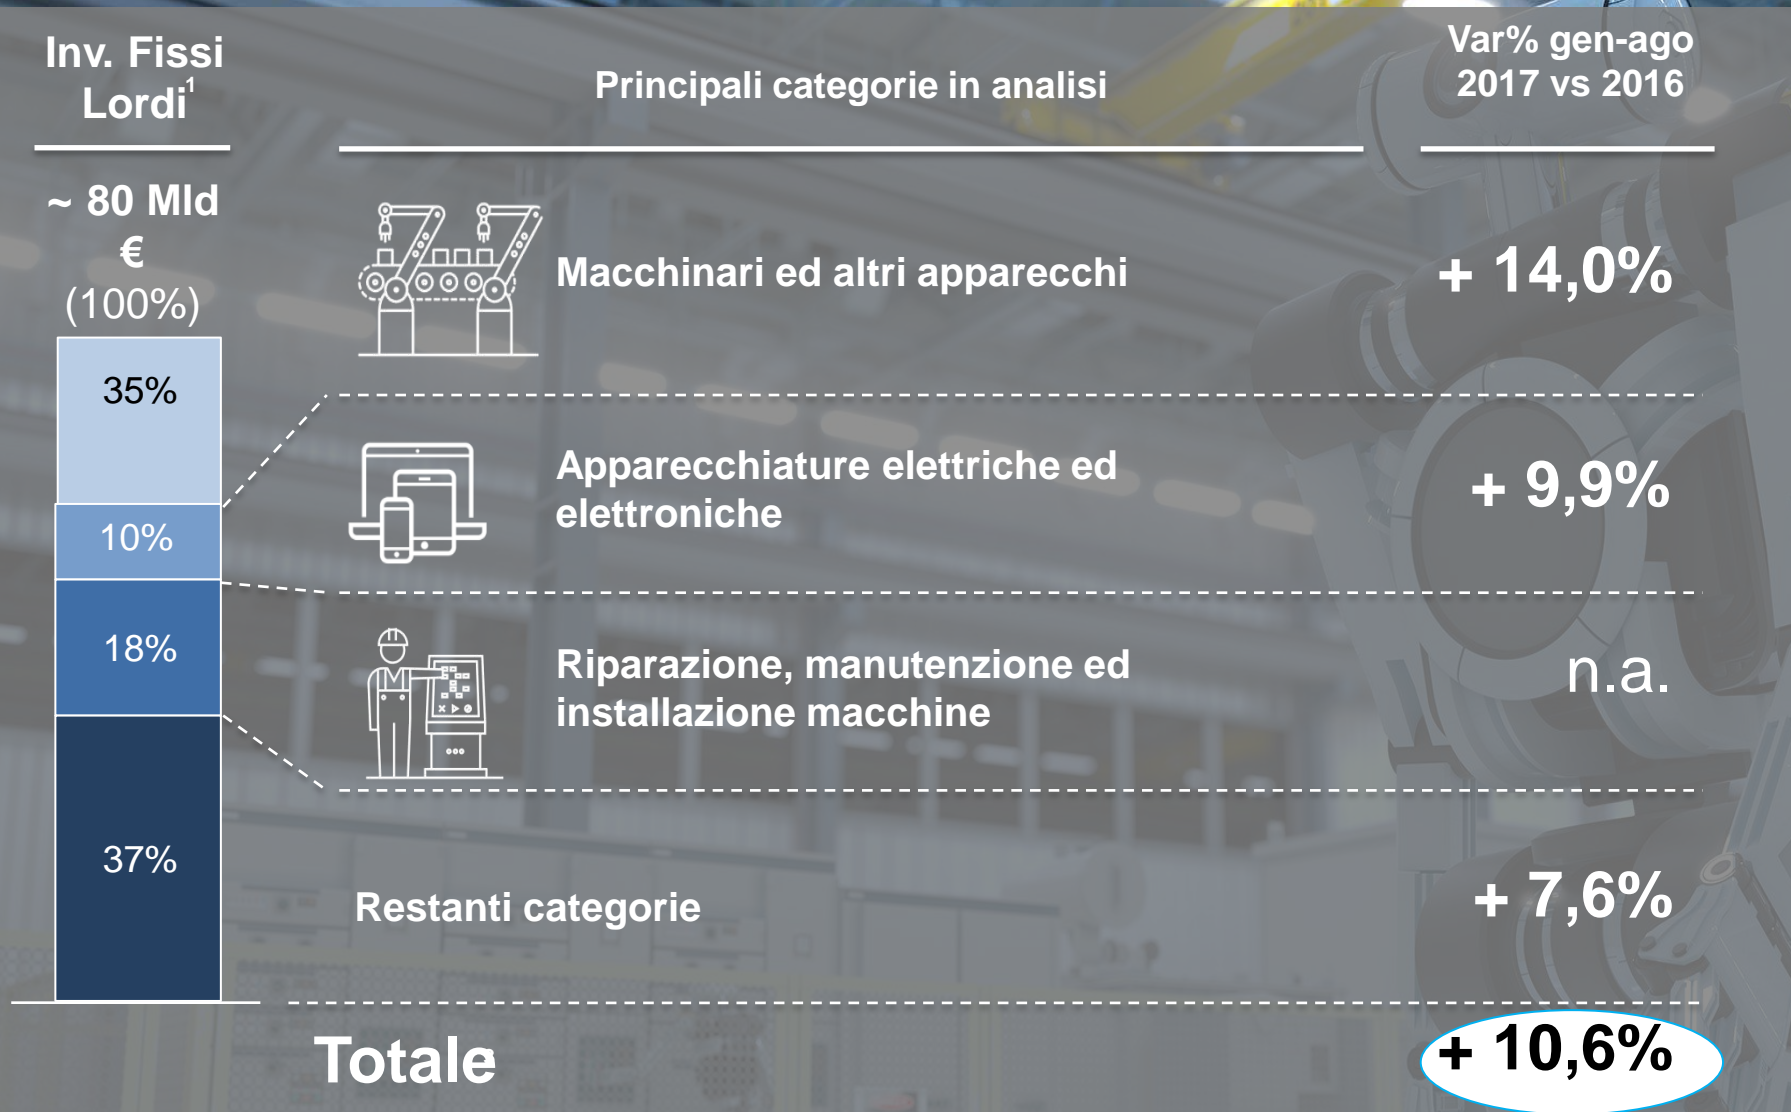 Inv. Fissi
Lordi¹
Principali categorie in analisi
Var% gen-ago
2017 vs 2016
~ 80 Mld
€
(100%)
35%
Macchinari ed altri apparecchi
+ 14,0%
10%
Apparecchiature elettriche ed
elettroniche
+ 9,9%
18%
Riparazione, manutenzione ed
installazione macchine
n.a.
37%
Restanti categorie
+ 7,6%
Totale
+ 10,6%